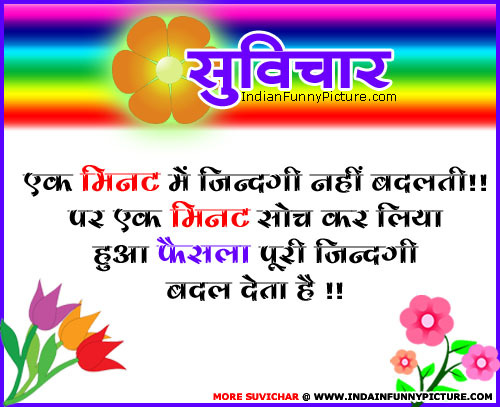 सुविचार
IndianFunnyPicture.com
एक मिनट में जिन्दगी नहीं बदलती!!
पर एक मिनट सोच कर लिया
हुआ फैसला पूरी जिन्दगी
बदल देता है !!
MORE SUVICHAR @ WWW.INDAINFUNNYPICTURE.COM